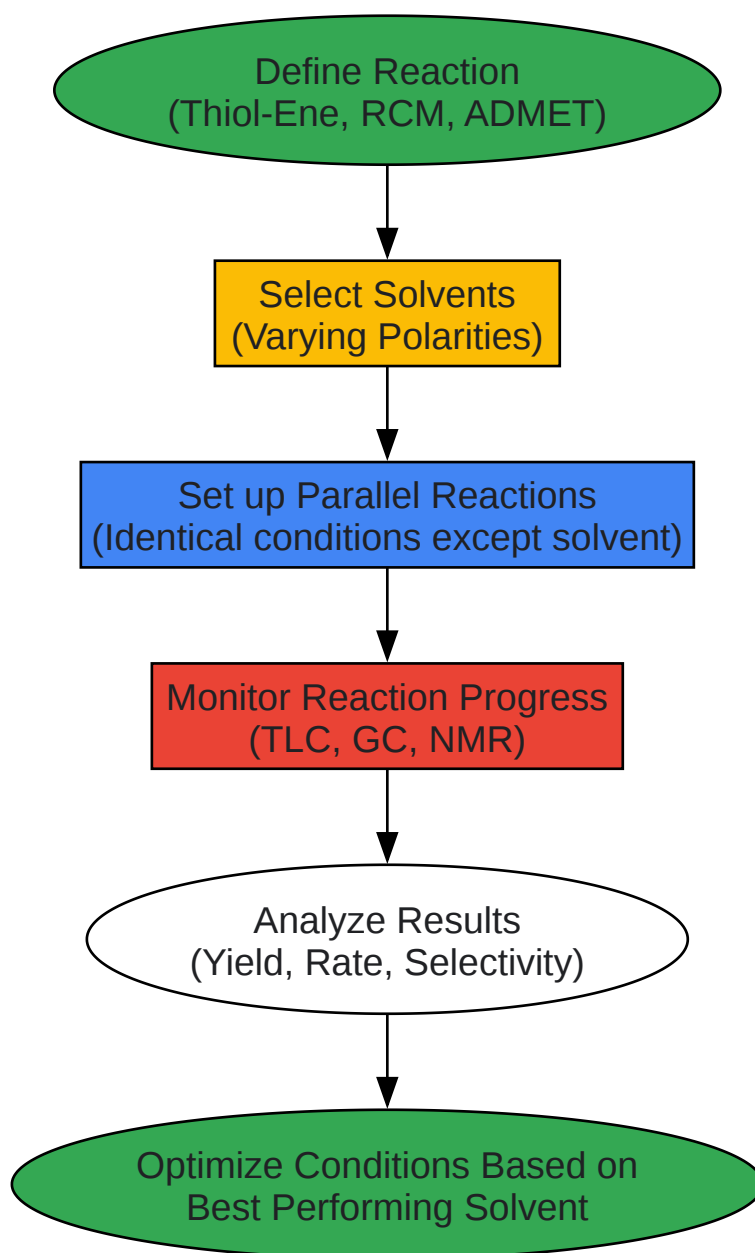 Define Reaction
(Thiol-Ene, RCM, ADMET)
Select Solvents
(Varying Polarities)
Set up Parallel Reactions
(Identical conditions except solvent)
Monitor Reaction Progress
(TLC, GC, NMR)
Analyze Results
(Yield, Rate, Selectivity)
Optimize Conditions Based on
Best Performing Solvent